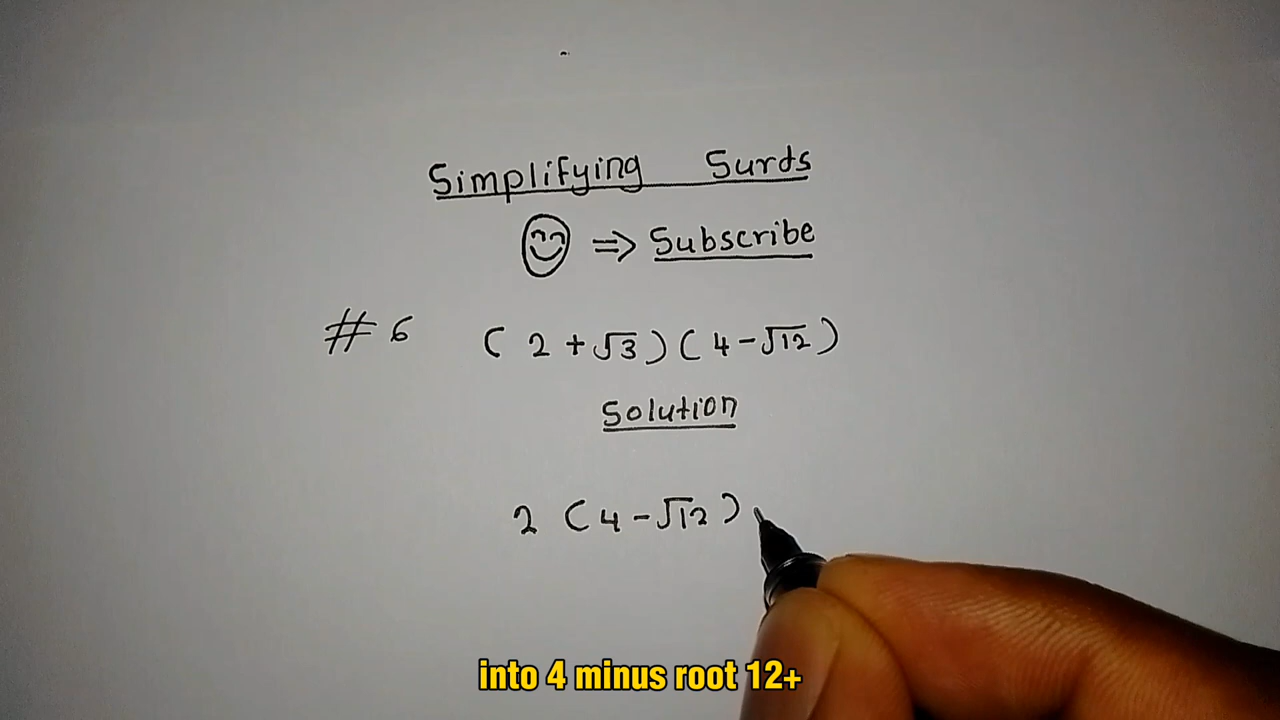 Simplifying Surds
⇒ Subscribe
#6 (2 + √3)(4 - √12)
Solution
2 (4 - √12)
into 4 minus root 12+